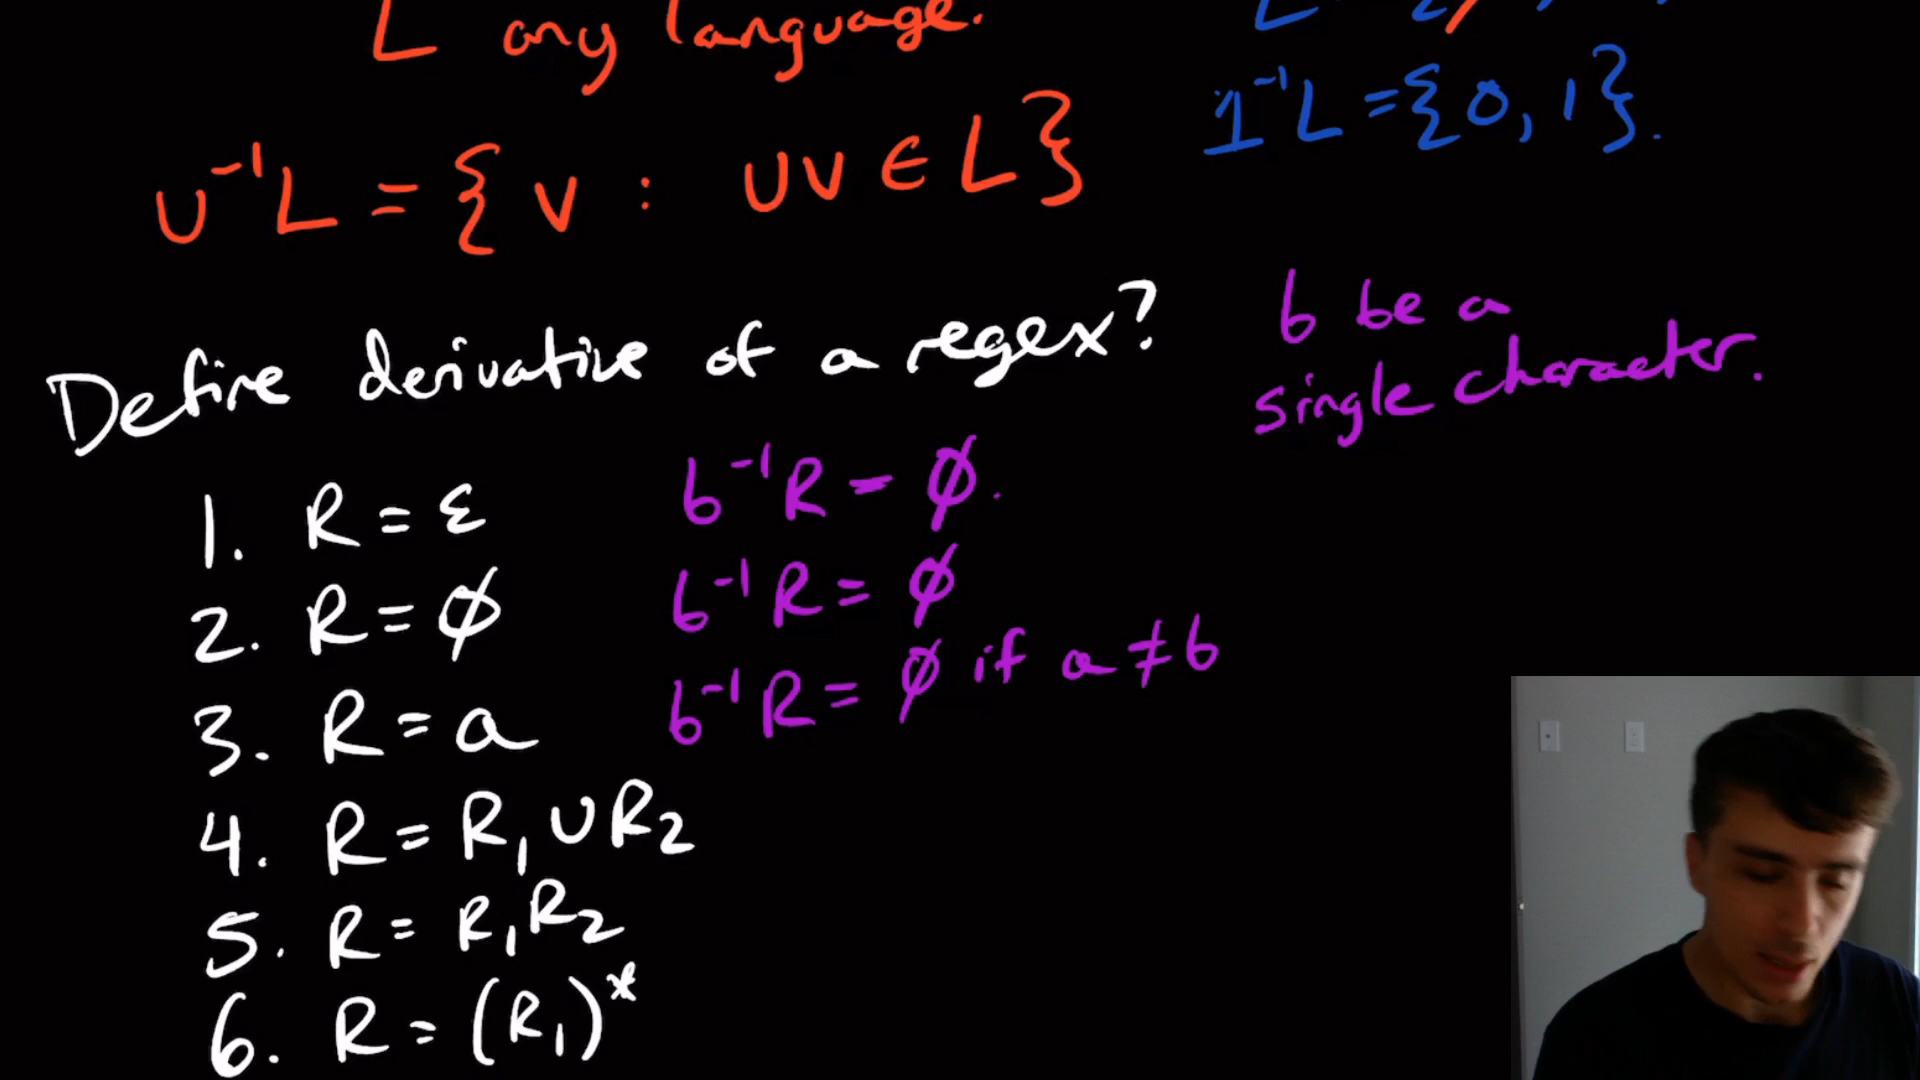 L any language.
1⁻¹L = {0, 1}.
U⁻¹L = { V : UV ∈ L }
Define derivative of a regex?
b be a
single character.
1. R = ε
b⁻¹R = ∅.
2. R = ∅
b⁻¹R = ∅
3. R = a
b⁻¹R = ∅ if a ≠ b
4. R = R₁ ∪ R₂
5. R = R₁R₂
6. R = (R₁)*